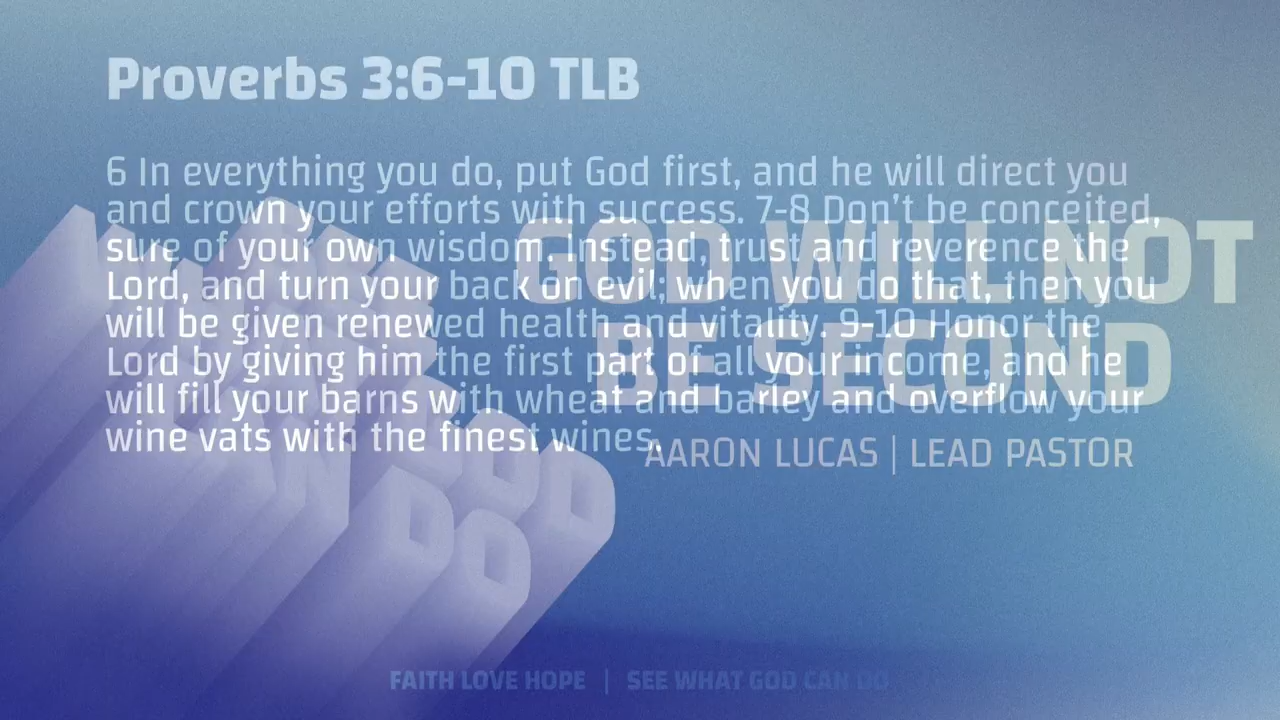 Proverbs 3:6-10 TLB
6 In everything you do, put God first, and he will direct you
and crown your efforts with success. 7-8 Don't be conceited,
sure of your own wisdom. Instead, trust and reverence the
Lord, and turn your back on evil; when you do that, then you
will be given renewed health and vitality. 9-10 Honor the
Lord by giving him the first part of all your income, and he
will fill your barns with wheat and barley and overflow your
wine vats with the finest wines.
GOD WILL NOT
BE SECOND
AARON LUCAS | LEAD PASTOR
FAITH LOVE HOPE | SEE WHAT GOD CAN DO